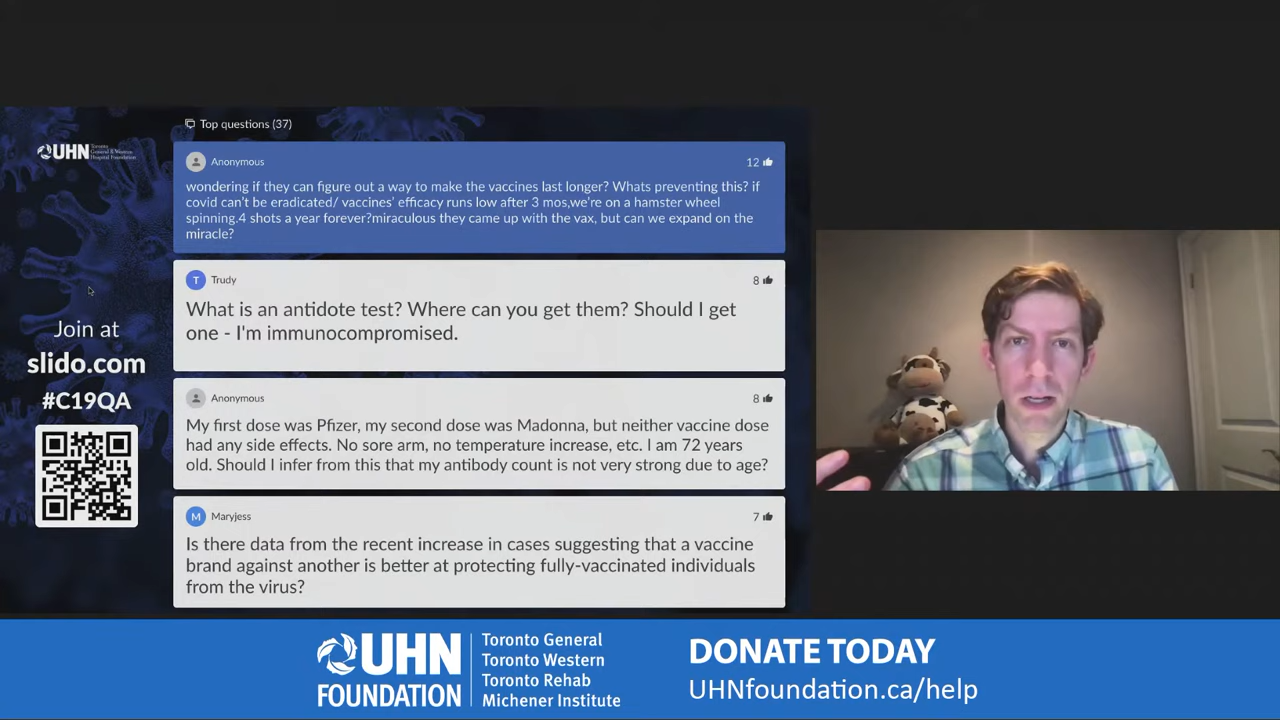 Top questions (37)
UHN
Toronto
General & Western
Hospital Foundation
Anonymous
12
wondering if they can figure out a way to make the vaccines last longer? Whats preventing this? if
covid can't be eradicated/ vaccines' efficacy runs low after 3 mos,we're on a hamster wheel
spinning.4 shots a year forever?miraculous they came up with the vax, but can we expand on the
miracle?
T
Trudy
8
What is an antidote test? Where can you get them? Should I get
one - I'm immunocompromised.
Join at
slido.com
#C19QA
Anonymous
8
My first dose was Pfizer, my second dose was Madonna, but neither vaccine dose
had any side effects. No sore arm, no temperature increase, etc. I am 72 years
old. Should I infer from this that my antibody count is not very strong due to age?
M
Maryjess
7
Is there data from the recent increase in cases suggesting that a vaccine
brand against another is better at protecting fully-vaccinated individuals
from the virus?
UHN
FOUNDATION
Toronto General
Toronto Western
Toronto Rehab
Michener Institute
DONATE TODAY
UHNfoundation.ca/help